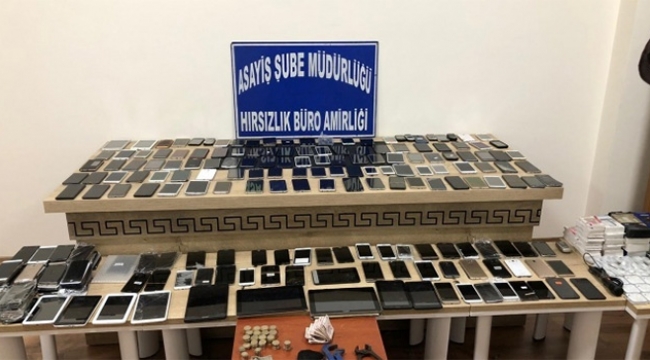 ASAYİŞ ŞUBE MÜDÜRLÜĞÜ
HIRSIZLIK BÜRO AMİRLİĞİ